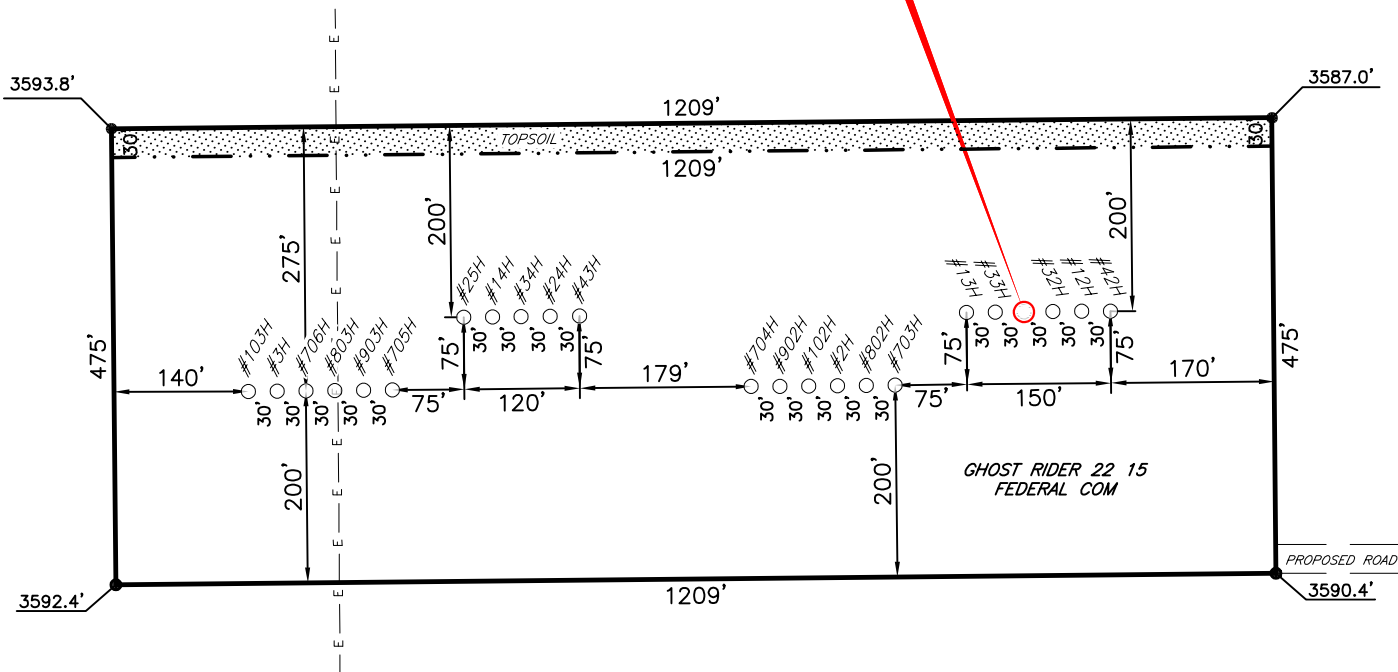 3593.8'
3587.0'
1209'
30'
TOPSOIL
30'
1209'
200'
200'
275'
#25H
#14H
#34H
#24H
#43H
#13H
#33H
#32H
#12H
#42H
30'
30'
30'
30'
30'
30'
30'
30'
30'
75'
75'
75'
75'
475'
475'
#103H
#3H
#706H
#803H
#903H
#705H
#704H
#902H
#102H
#2H
#802H
#703H
140'
179'
170'
75'
120'
75'
150'
30'
30'
30'
30'
30'
30'
30'
30'
30'
30'
200'
200'
GHOST RIDER 22 15
FEDERAL COM
PROPOSED ROAD
3592.4'
1209'
3590.4'
E
E
E
E
E
E
E
E
E
E
E
E
E